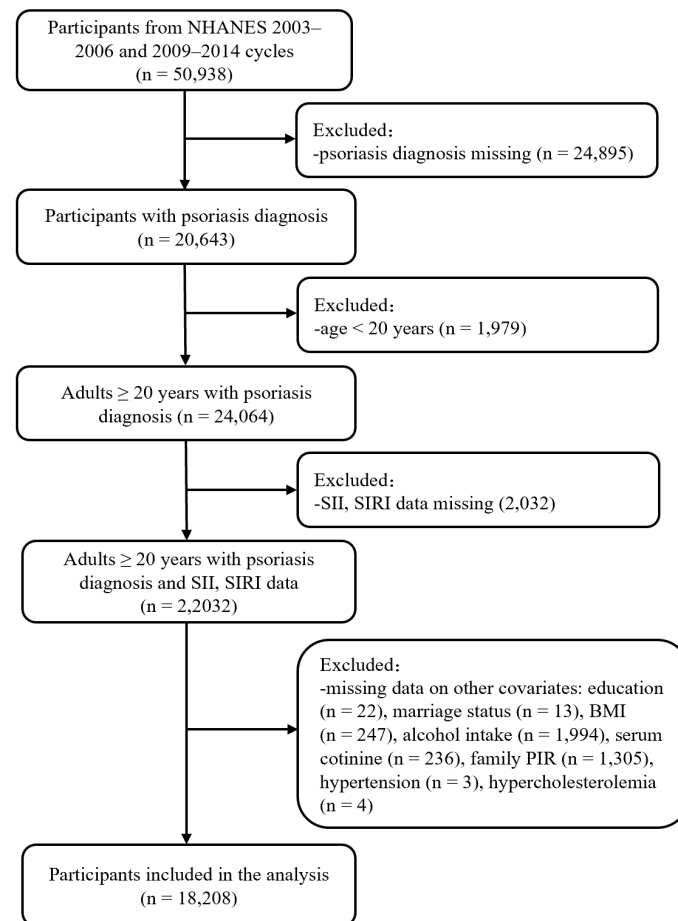 Participants from NHANES 2003–
2006 and 2009–2014 cycles
(n = 50,938)
Excluded:
-psoriasis diagnosis missing (n = 24,895)
Participants with psoriasis diagnosis
(n = 20,643)
Excluded:
-age < 20 years (n = 1,979)
Adults ≥ 20 years with psoriasis
diagnosis (n = 24,064)
Excluded:
-SII, SIRI data missing (2,032)
Adults ≥ 20 years with psoriasis
diagnosis and SII, SIRI data
(n = 2,2032)
Excluded:
-missing data on other covariates: education
(n = 22), marriage status (n = 13), BMI
(n = 247), alcohol intake (n = 1,994), serum
cotinine (n = 236), family PIR (n = 1,305),
hypertension (n = 3), hypercholesterolemia
(n = 4)
Participants included in the analysis
(n = 18,208)